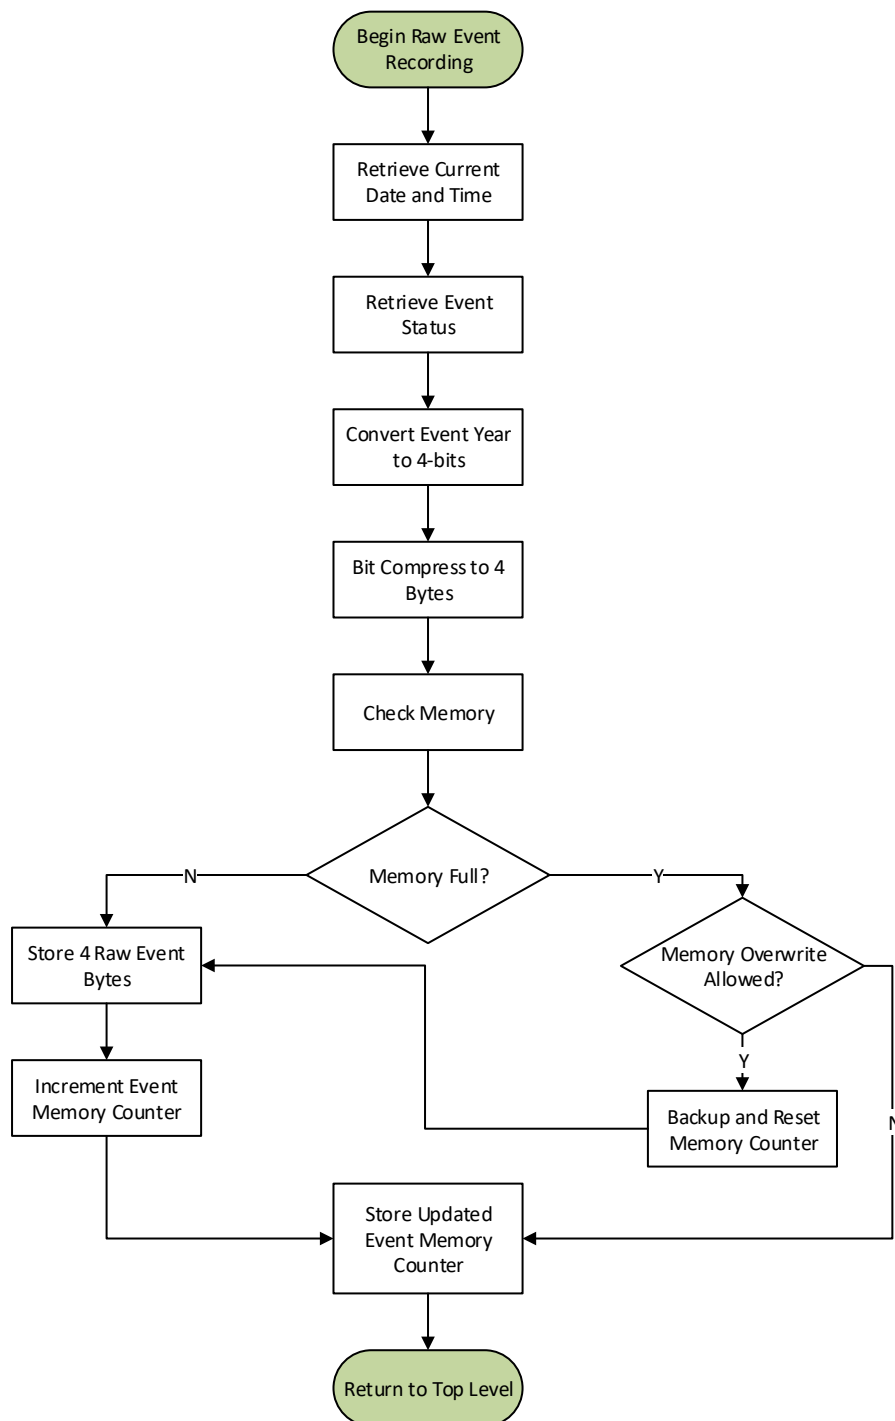 Begin Raw Event
Recording
Retrieve Current
Date and Time
Retrieve Event
Status
Convert Event Year
to 4-bits
Bit Compress to 4
Bytes
Check Memory
Memory Full?
N
Y
Store 4 Raw Event
Bytes
Memory Overwrite
Allowed?
Y
Increment Event
Memory Counter
Backup and Reset
Memory Counter
N
Store Updated
Event Memory
Counter
Return to Top Level